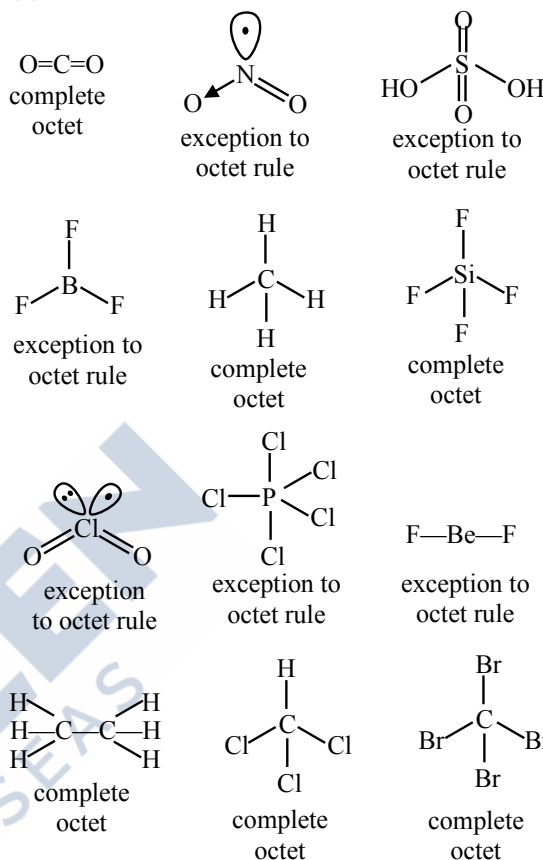 O=C=O
complete
octet
N
O O
exception to
octet rule
O
S
HO OH
O
exception to
octet rule
F
B
F F
exception to
octet rule
H
C
H H
H
complete
octet
F
Si
F F
F
complete
octet
Cl
O O
exception
to octet rule
Cl
Cl
Cl—P
Cl
Cl
exception to
octet rule
F—Be—F
exception to
octet rule
H H
H—C—C—H
H H
complete
octet
H
C
Cl Cl
Cl
complete
octet
Br
C
Br Br
Br
complete
octet
EN
SEAS